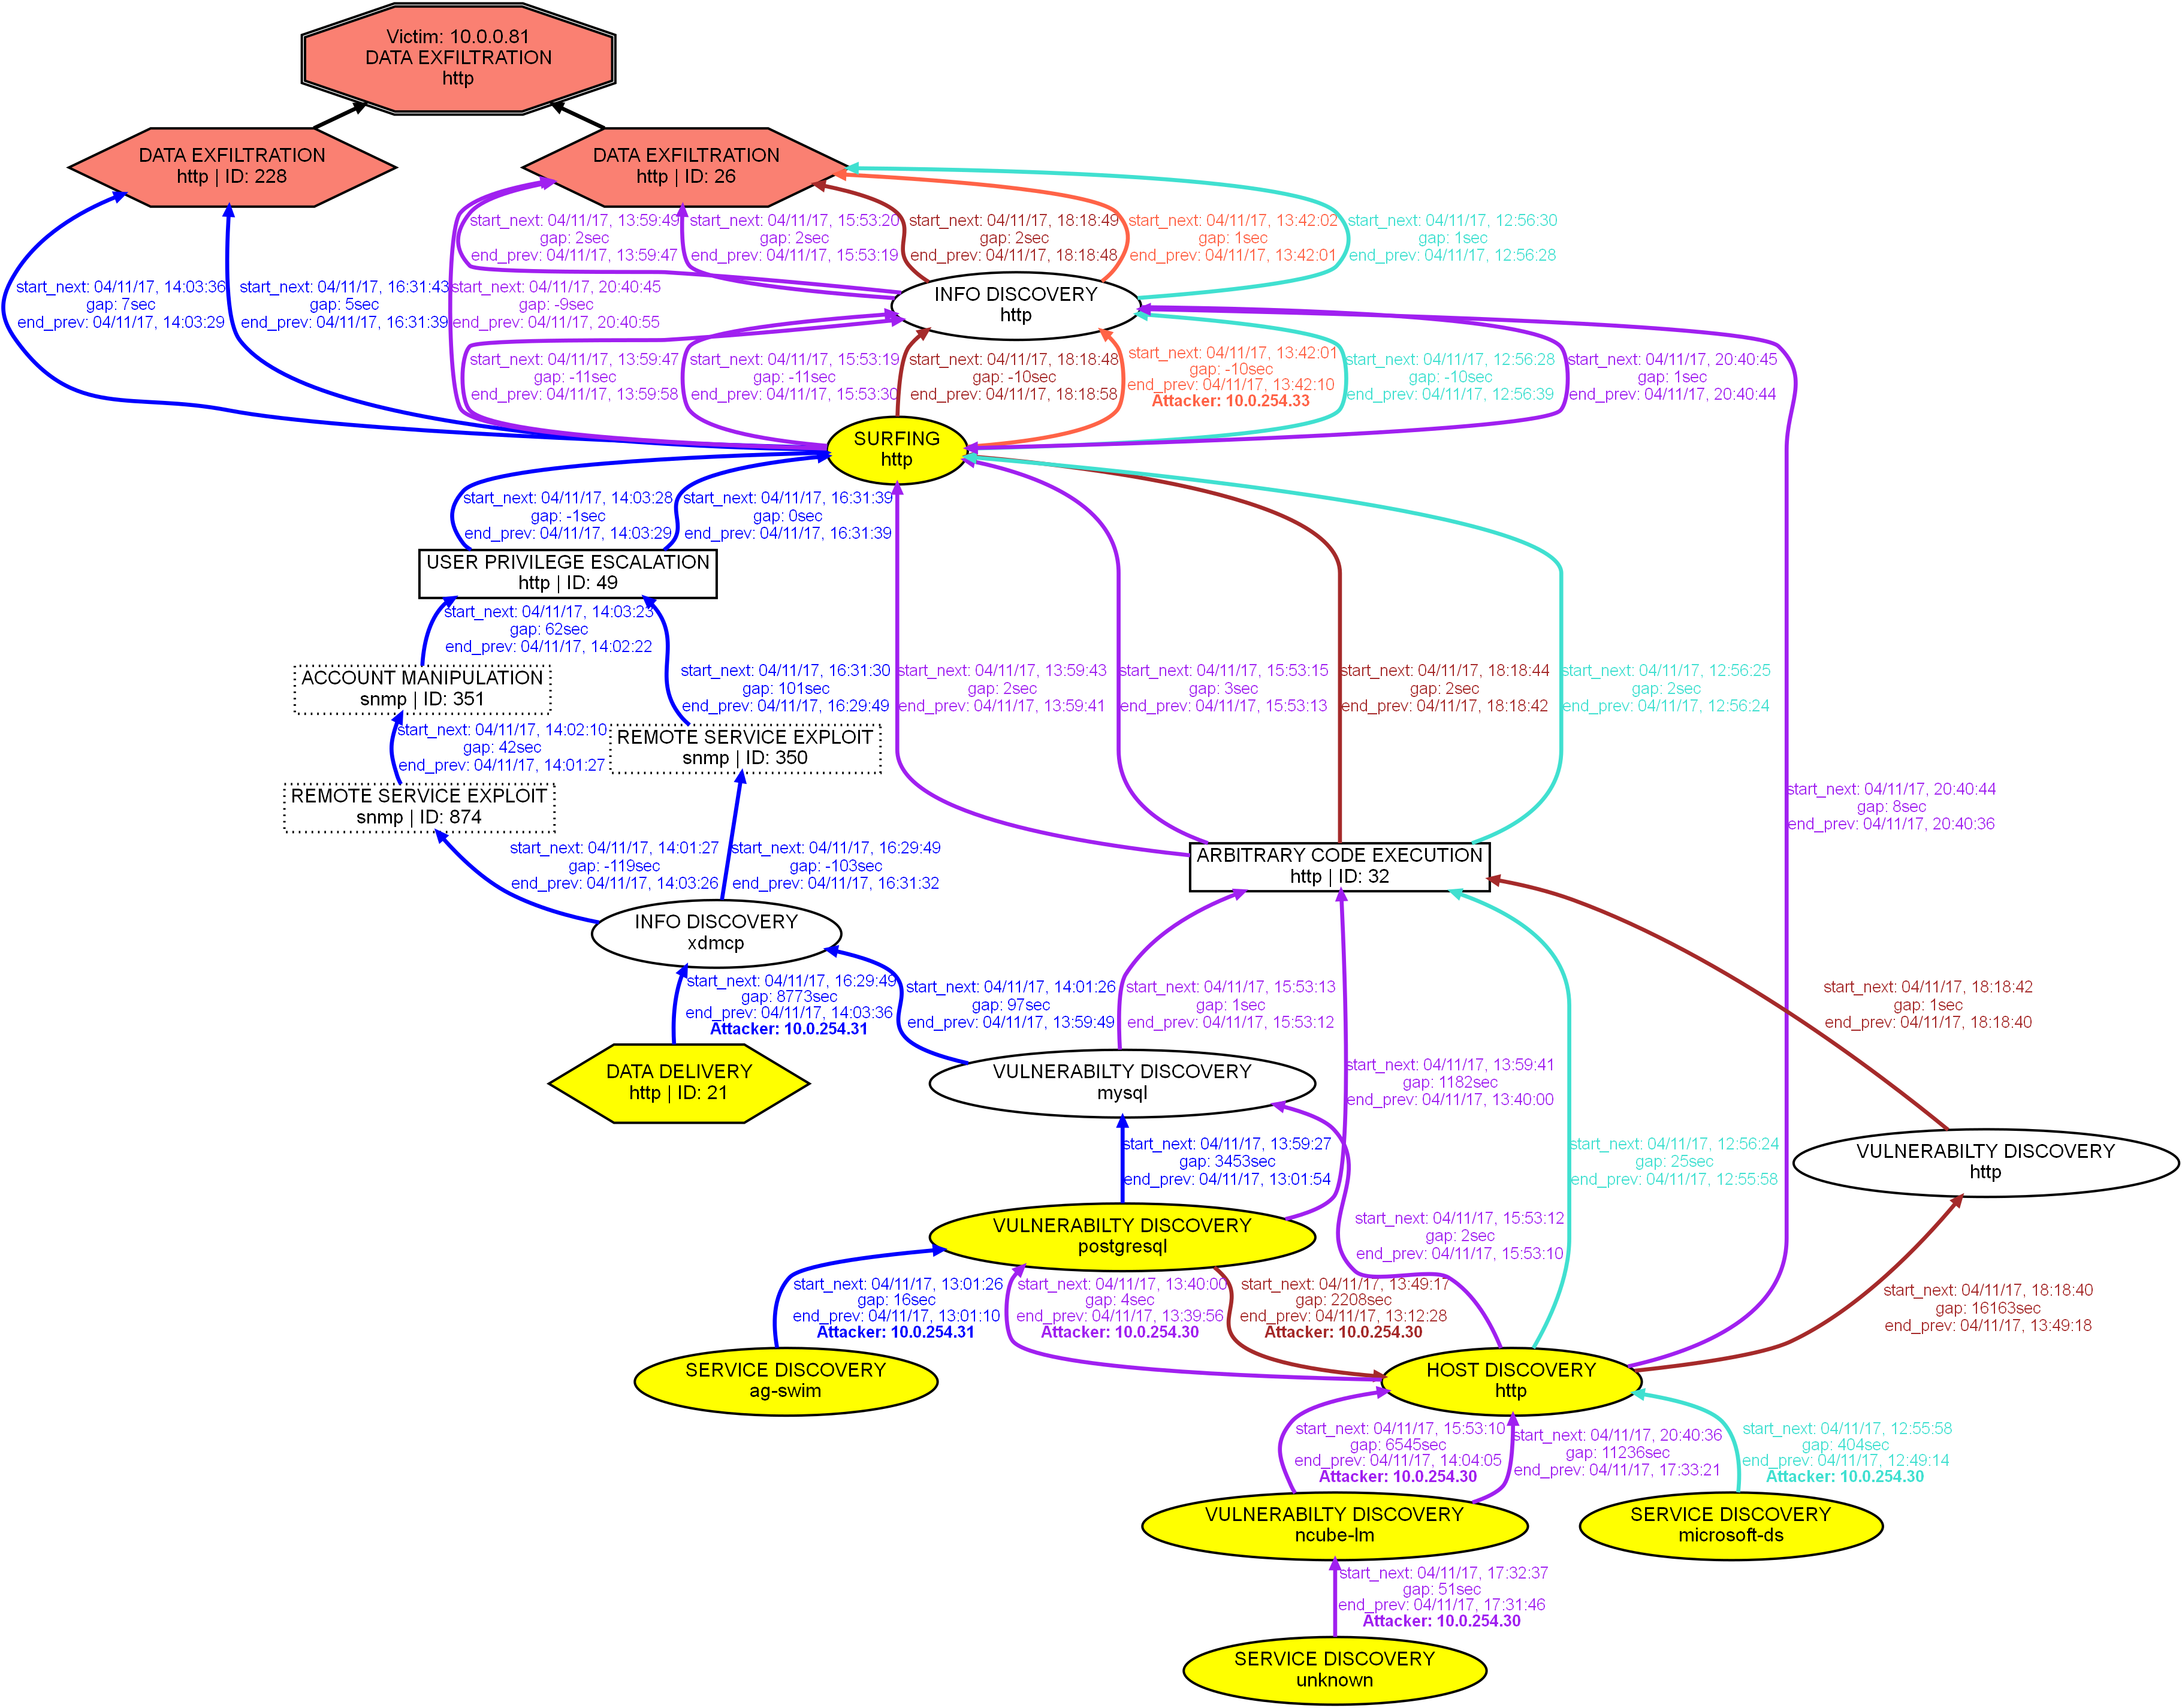 Victim: 10.0.0.81
DATA EXFILTRATION
http
DATA EXFILTRATION
http | ID: 228
DATA EXFILTRATION
http | ID: 26
start_next: 04/11/17, 13:59:49
gap: 2sec
end_prev: 04/11/17, 13:59:47
start_next: 04/11/17, 15:53:20
gap: 2sec
end_prev: 04/11/17, 15:53:19
start_next: 04/11/17, 18:18:49
gap: 2sec
end_prev: 04/11/17, 18:18:48
start_next: 04/11/17, 13:42:02
gap: 1sec
end_prev: 04/11/17, 13:42:01
start_next: 04/11/17, 12:56:30
gap: 1sec
end_prev: 04/11/17, 12:56:28
start_next: 04/11/17, 14:03:36
gap: 7sec
end_prev: 04/11/17, 14:03:29
start_next: 04/11/17, 16:31:43
gap: 5sec
end_prev: 04/11/17, 16:31:39
start_next: 04/11/17, 20:40:45
gap: -9sec
end_prev: 04/11/17, 20:40:55
INFO DISCOVERY
http
start_next: 04/11/17, 13:59:47
gap: -11sec
end_prev: 04/11/17, 13:59:58
start_next: 04/11/17, 15:53:19
gap: -11sec
end_prev: 04/11/17, 15:53:30
start_next: 04/11/17, 18:18:48
gap: -10sec
end_prev: 04/11/17, 18:18:58
start_next: 04/11/17, 13:42:01
gap: -10sec
end_prev: 04/11/17, 13:42:10
Attacker: 10.0.254.33
start_next: 04/11/17, 12:56:28
gap: -10sec
end_prev: 04/11/17, 12:56:39
start_next: 04/11/17, 20:40:45
gap: 1sec
end_prev: 04/11/17, 20:40:44
SURFING
http
start_next: 04/11/17, 14:03:28
gap: -1sec
end_prev: 04/11/17, 14:03:29
start_next: 04/11/17, 16:31:39
gap: 0sec
end_prev: 04/11/17, 16:31:39
USER PRIVILEGE ESCALATION
http | ID: 49
start_next: 04/11/17, 14:03:23
gap: 62sec
end_prev: 04/11/17, 14:02:22
ACCOUNT MANIPULATION
snmp | ID: 351
start_next: 04/11/17, 16:31:30
gap: 101sec
end_prev: 04/11/17, 16:29:49
start_next: 04/11/17, 13:59:43
gap: 2sec
end_prev: 04/11/17, 13:59:41
start_next: 04/11/17, 15:53:15
gap: 3sec
end_prev: 04/11/17, 15:53:13
start_next: 04/11/17, 18:18:44
gap: 2sec
end_prev: 04/11/17, 18:18:42
start_next: 04/11/17, 12:56:25
gap: 2sec
end_prev: 04/11/17, 12:56:24
start_next: 04/11/17, 14:02:10
gap: 42sec
end_prev: 04/11/17, 14:01:27
REMOTE SERVICE EXPLOIT
snmp | ID: 350
REMOTE SERVICE EXPLOIT
snmp | ID: 874
start_next: 04/11/17, 20:40:44
gap: 8sec
end_prev: 04/11/17, 20:40:36
start_next: 04/11/17, 14:01:27
gap: -119sec
end_prev: 04/11/17, 14:03:26
start_next: 04/11/17, 16:29:49
gap: -103sec
end_prev: 04/11/17, 16:31:32
ARBITRARY CODE EXECUTION
http | ID: 32
INFO DISCOVERY
xdmcp
start_next: 04/11/17, 16:29:49
gap: 8773sec
end_prev: 04/11/17, 14:03:36
Attacker: 10.0.254.31
start_next: 04/11/17, 14:01:26
gap: 97sec
end_prev: 04/11/17, 13:59:49
start_next: 04/11/17, 15:53:13
gap: 1sec
end_prev: 04/11/17, 15:53:12
start_next: 04/11/17, 18:18:42
gap: 1sec
end_prev: 04/11/17, 18:18:40
DATA DELIVERY
http | ID: 21
VULNERABILTY DISCOVERY
mysql
start_next: 04/11/17, 13:59:41
gap: 1182sec
end_prev: 04/11/17, 13:40:00
start_next: 04/11/17, 13:59:27
gap: 3453sec
end_prev: 04/11/17, 13:01:54
start_next: 04/11/17, 12:56:24
gap: 25sec
end_prev: 04/11/17, 12:55:58
VULNERABILTY DISCOVERY
http
VULNERABILTY DISCOVERY
postgresql
start_next: 04/11/17, 15:53:12
gap: 2sec
end_prev: 04/11/17, 15:53:10
start_next: 04/11/17, 13:01:26
gap: 16sec
end_prev: 04/11/17, 13:01:10
Attacker: 10.0.254.31
start_next: 04/11/17, 13:40:00
gap: 4sec
end_prev: 04/11/17, 13:39:56
Attacker: 10.0.254.30
start_next: 04/11/17, 13:49:17
gap: 2208sec
end_prev: 04/11/17, 13:12:28
Attacker: 10.0.254.30
start_next: 04/11/17, 18:18:40
gap: 16163sec
end_prev: 04/11/17, 13:49:18
SERVICE DISCOVERY
ag-swim
HOST DISCOVERY
http
start_next: 04/11/17, 15:53:10
gap: 6545sec
end_prev: 04/11/17, 14:04:05
Attacker: 10.0.254.30
start_next: 04/11/17, 20:40:36
gap: 11236sec
end_prev: 04/11/17, 17:33:21
start_next: 04/11/17, 12:55:58
gap: 404sec
end_prev: 04/11/17, 12:49:14
Attacker: 10.0.254.30
VULNERABILTY DISCOVERY
ncube-lm
SERVICE DISCOVERY
microsoft-ds
start_next: 04/11/17, 17:32:37
gap: 51sec
end_prev: 04/11/17, 17:31:46
Attacker: 10.0.254.30
SERVICE DISCOVERY
unknown